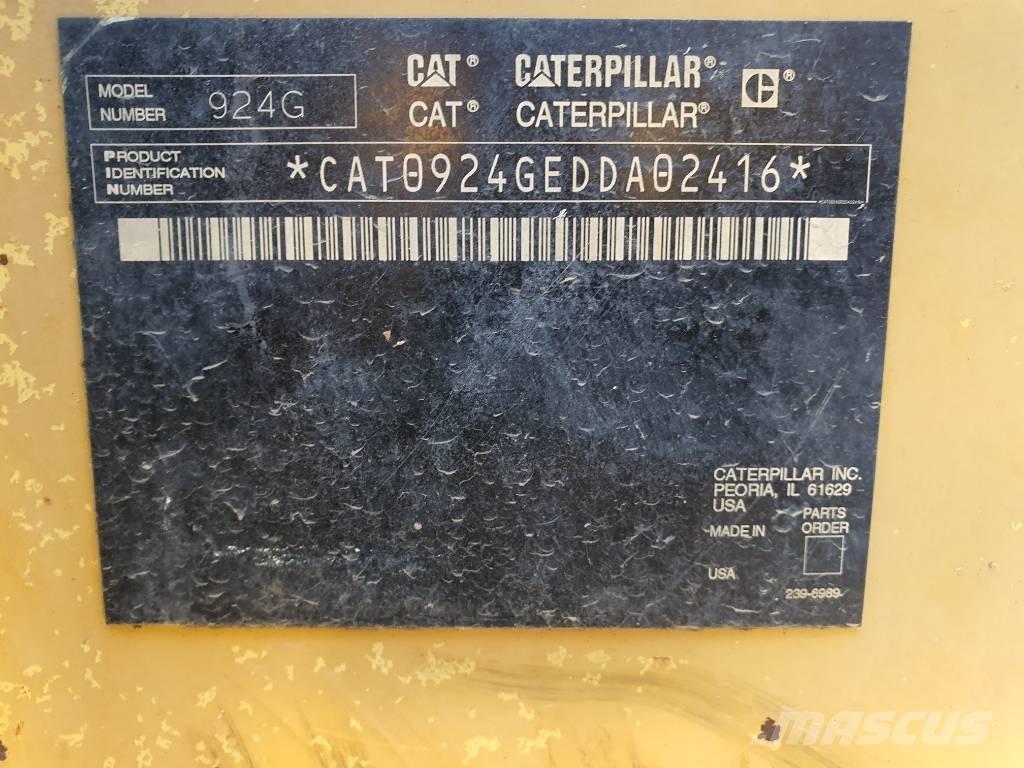 CAT® CATERPILLAR® ®
CAT® CATERPILLAR®
MODEL
NUMBER 924G
PRODUCT
IDENTIFICATION
NUMBER *CAT0924GEDDA02416*
CATERPILLAR INC.
PEORIA, IL 61629
USA
PARTS
MADE IN ORDER
USA
239-6989
MASCUS